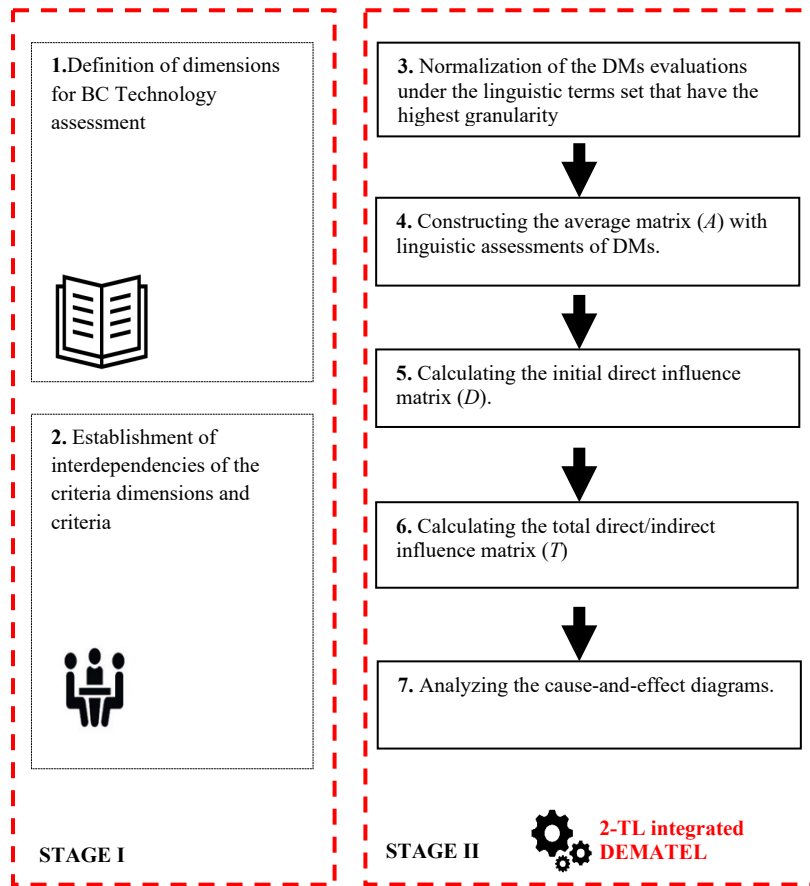 1.Definition of dimensions
for BC Technology
assessment
2. Establishment of
interdependencies of the
criteria dimensions and
criteria
STAGE I
3. Normalization of the DMs evaluations
under the linguistic terms set that have the
highest granularity
4. Constructing the average matrix (A) with
linguistic assessments of DMs.
5. Calculating the initial direct influence
matrix (D).
6. Calculating the total direct/indirect
influence matrix (T)
7. Analyzing the cause-and-effect diagrams.
STAGE II
2-TL integrated
DEMATEL